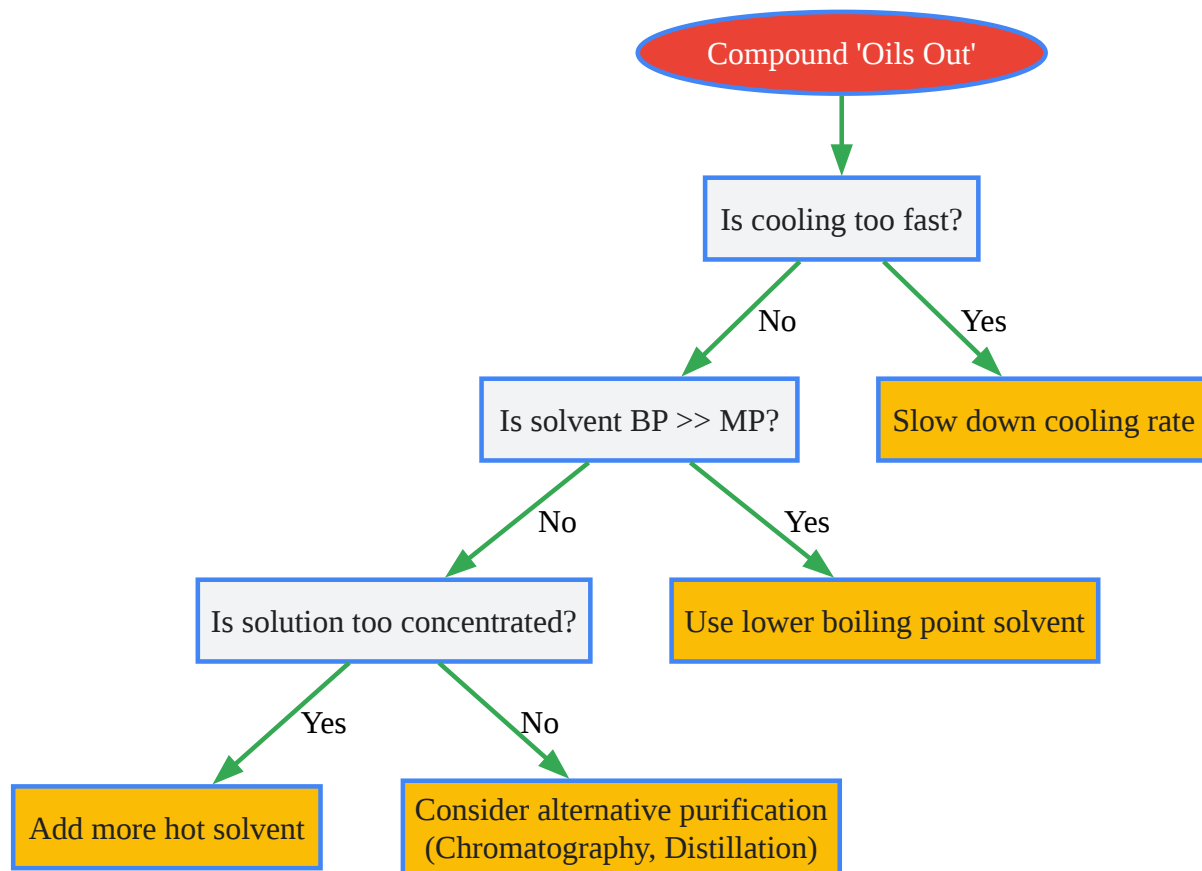 Compound 'Oils Out'
Is cooling too fast?
No
Yes
Is solvent BP >> MP?
Slow down cooling rate
No
Yes
Is solution too concentrated?
Use lower boiling point solvent
Yes
No
Add more hot solvent
Consider alternative purification
(Chromatography, Distillation)